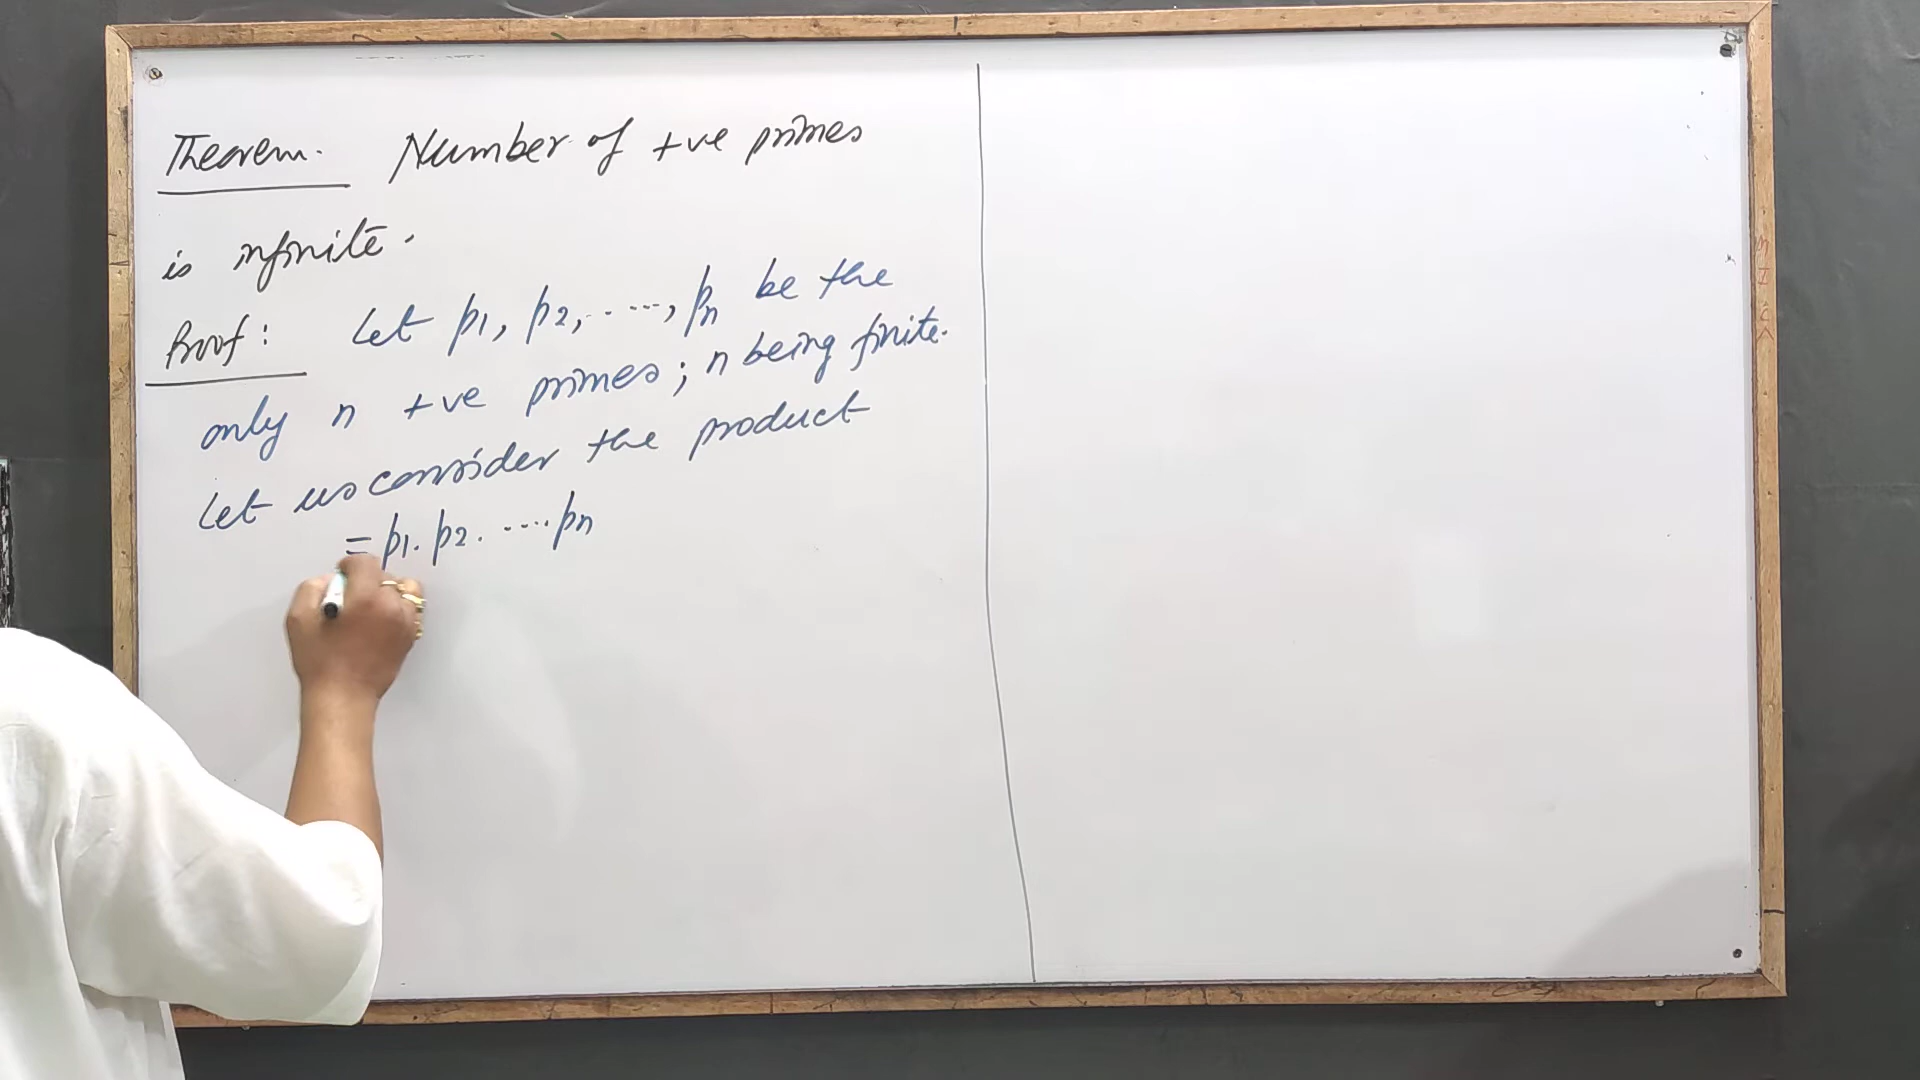 Theorem. Number of +ve primes
is infinite.
Proof: Let p1, p2, ....., pn be the
only n +ve primes; n being finite.
Let us consider the product
= p1. p2. ..... pn